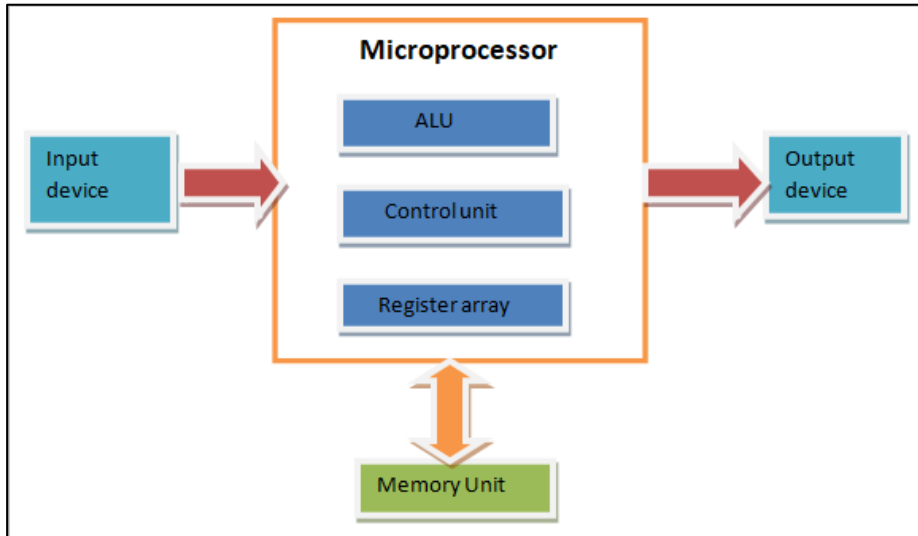 Microprocessor
ALU
Input
device
Output
device
Control unit
Register array
Memory Unit